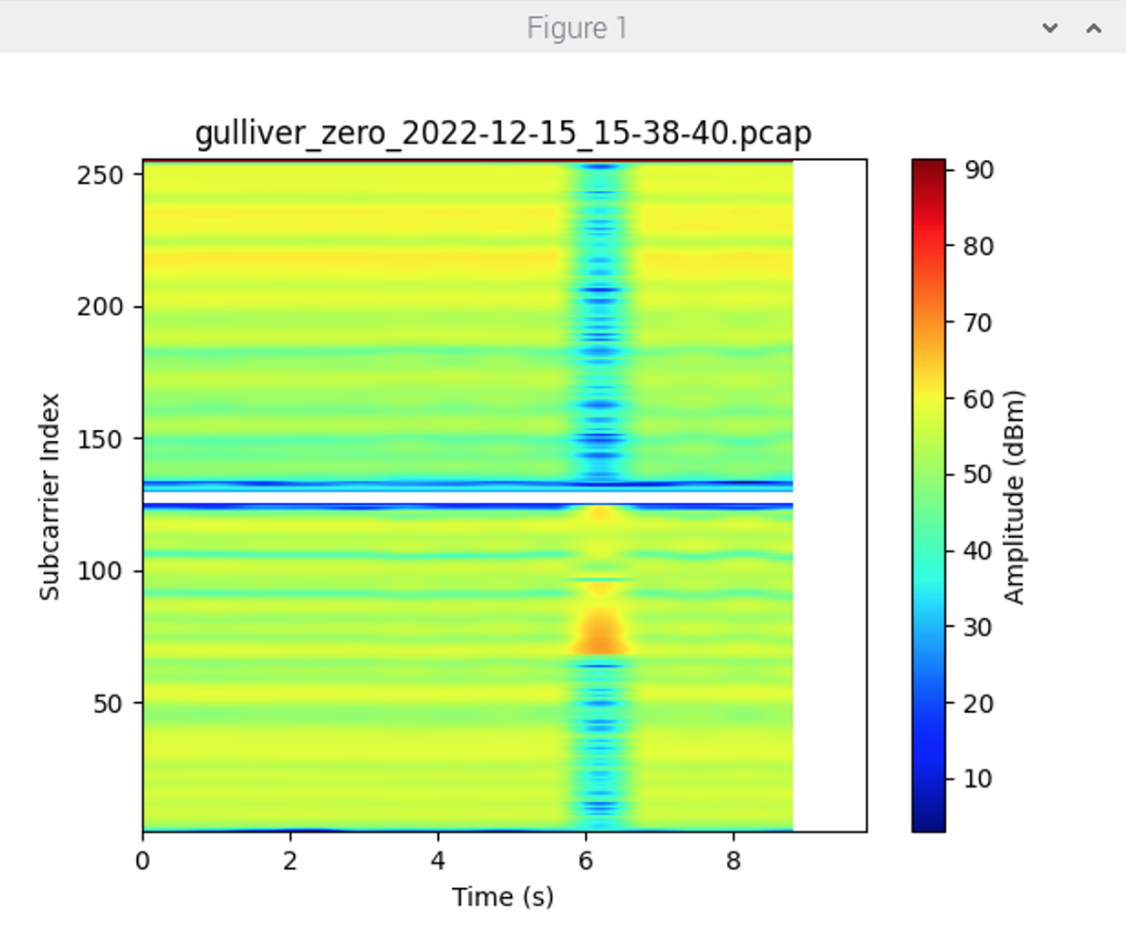 Figure 1
gulliver_zero_2022-12-15_15-38-40.pcap
250
200
150
100
50
Subcarrier Index
0 2 4 6 8
Time (s)
90
80
70
60
50
40
30
20
10
Amplitude (dBm)